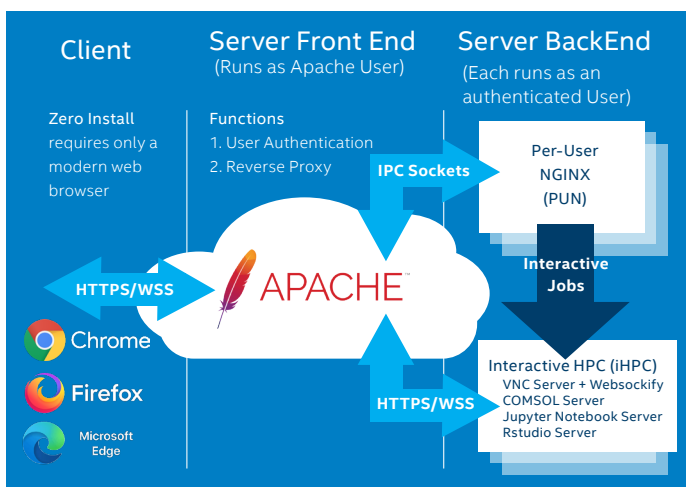 Client
Zero Install
requires only a
modern web
browser
HTTPS/WSS
Chrome
Firefox
Microsoft
Edge
Server Front End
(Runs as Apache User)
Functions
1. User Authentication
2. Reverse Proxy
IPC Sockets
APACHE™
HTTPS/WSS
Server BackEnd
(Each runs as an
authenticated User)
Per-User
NGINX
(PUN)
Interactive
Jobs
Interactive HPC (iHPC)
VNC Server + Websockify
COMSOL Server
Jupyter Notebook Server
Rstudio Server